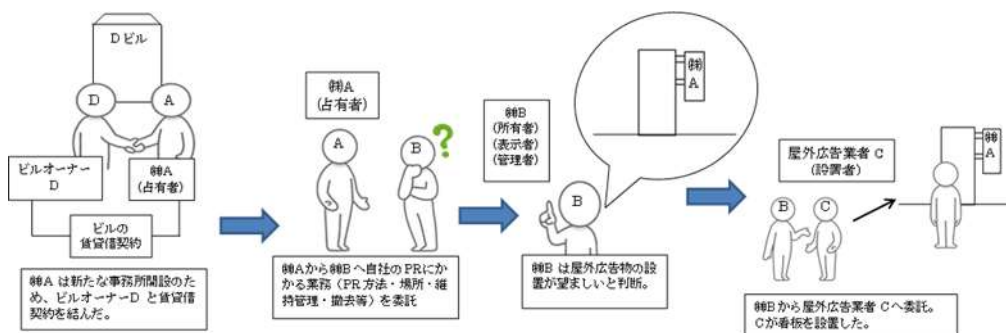 Dビル
D
A
ビルオーナー
D
㈱A
(占有者)
ビルの
賃貸借契約
㈱A は新たな事務所開設のた
め、ビルオーナーD と賃貸借
契約を結んだ。
㈱A
(占有者)
A
B
?
㈱Aから㈱Bへ自社のPRにか
かる業務（PR方法・場所・維
持管理・撤去等）を委託
㈱B
(所有者)
(表示者)
(管理者)
㈱
A
B
㈱Bは屋外広告物の設
置が望ましいと判断。
屋外広告業者 C
(設置者)
B
C
㈱
A
㈱Bから屋外広告業者 Cへ委託。
Cが看板を設置した。